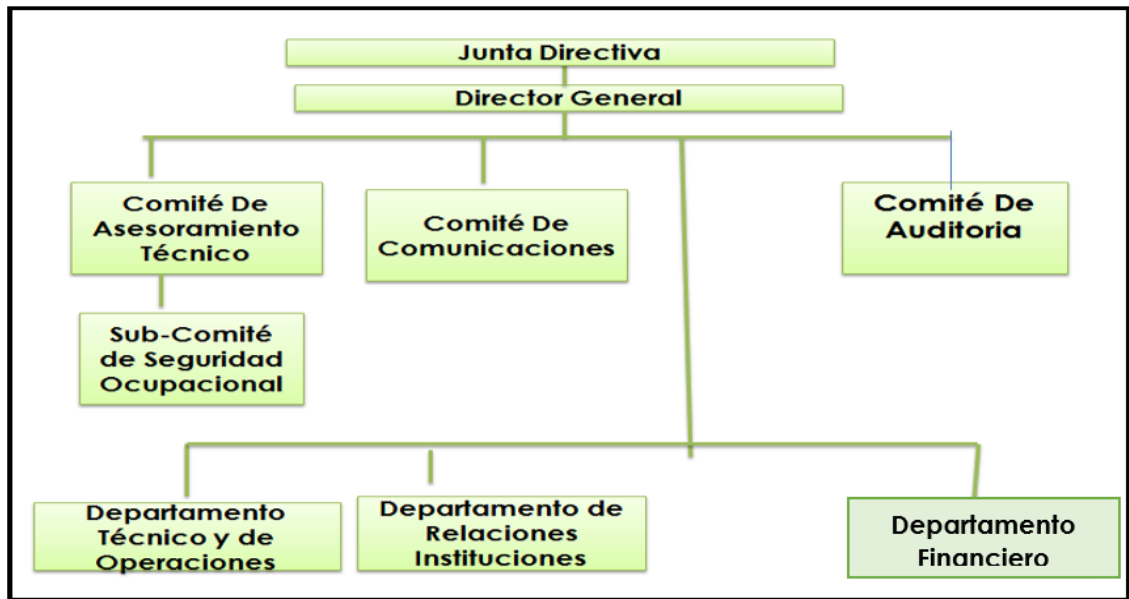 Junta Directiva
Director General
Comité De
Asesoramiento
Técnico
Comité De
Comunicaciones
Comité De
Auditoria
Sub-Comité
de Seguridad
Ocupacional
Departamento
Técnico y de
Operaciones
Departamento de
Relaciones
Instituciones
Departamento
Financiero